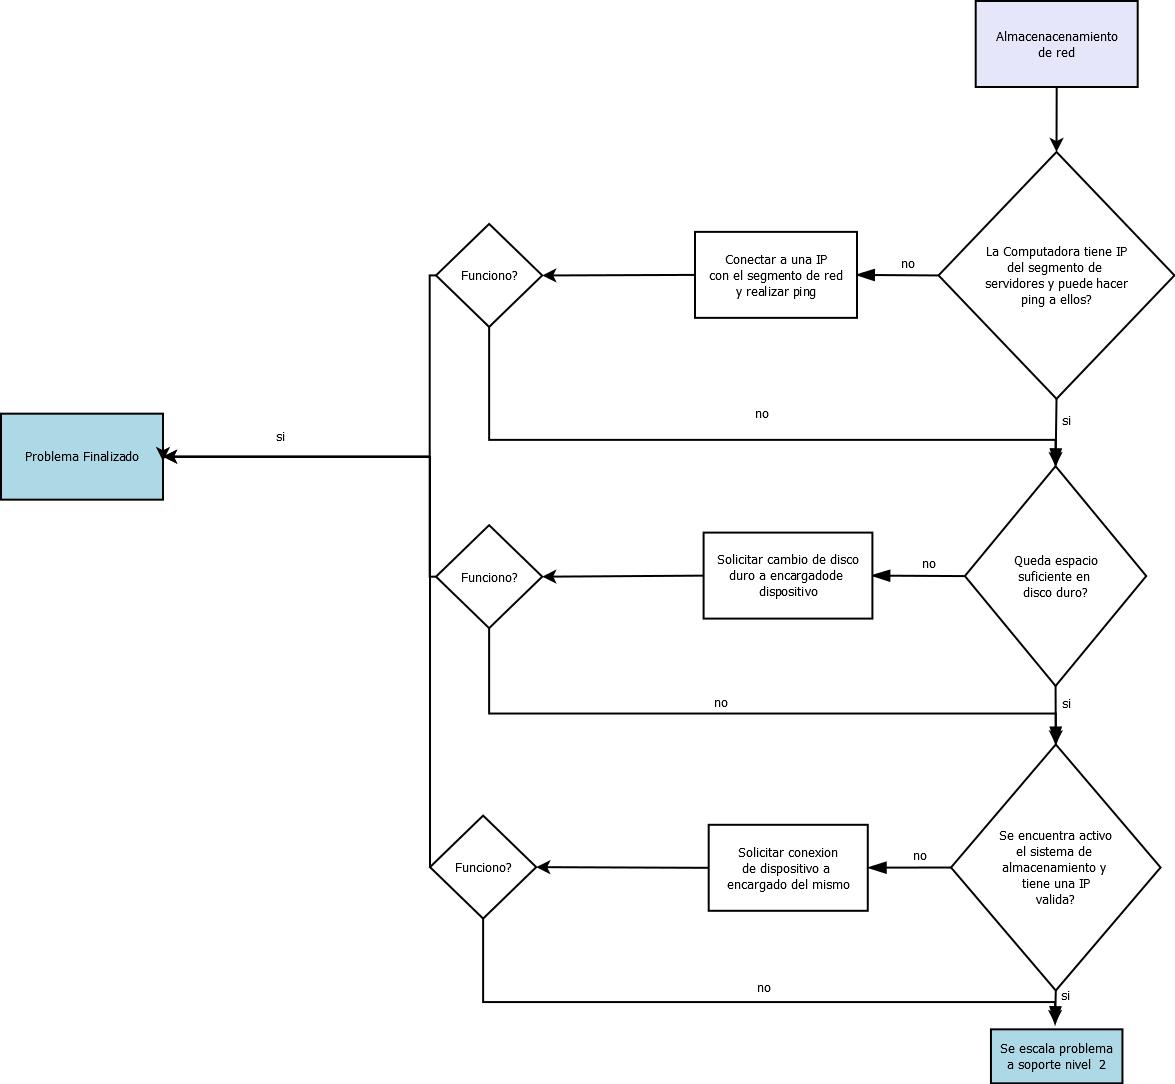 Almacenacenamiento
de red
La Computadora tiene IP
del segmento de
servidores y puede hacer
ping a ellos?
no
Conectar a una IP
con el segmento de red
y realizar ping
Funciono?
no
si
si
Problema Finalizado
Queda espacio
suficiente en
disco duro?
no
Solicitar cambio de disco
duro a encargadode
dispositivo
Funciono?
no
si
Se encuentra activo
el sistema de
almacenamiento y
tiene una IP
valida?
no
Solicitar conexion
de dispositivo a
encargado del mismo
Funciono?
no
si
Se escala problema
a soporte nivel  2